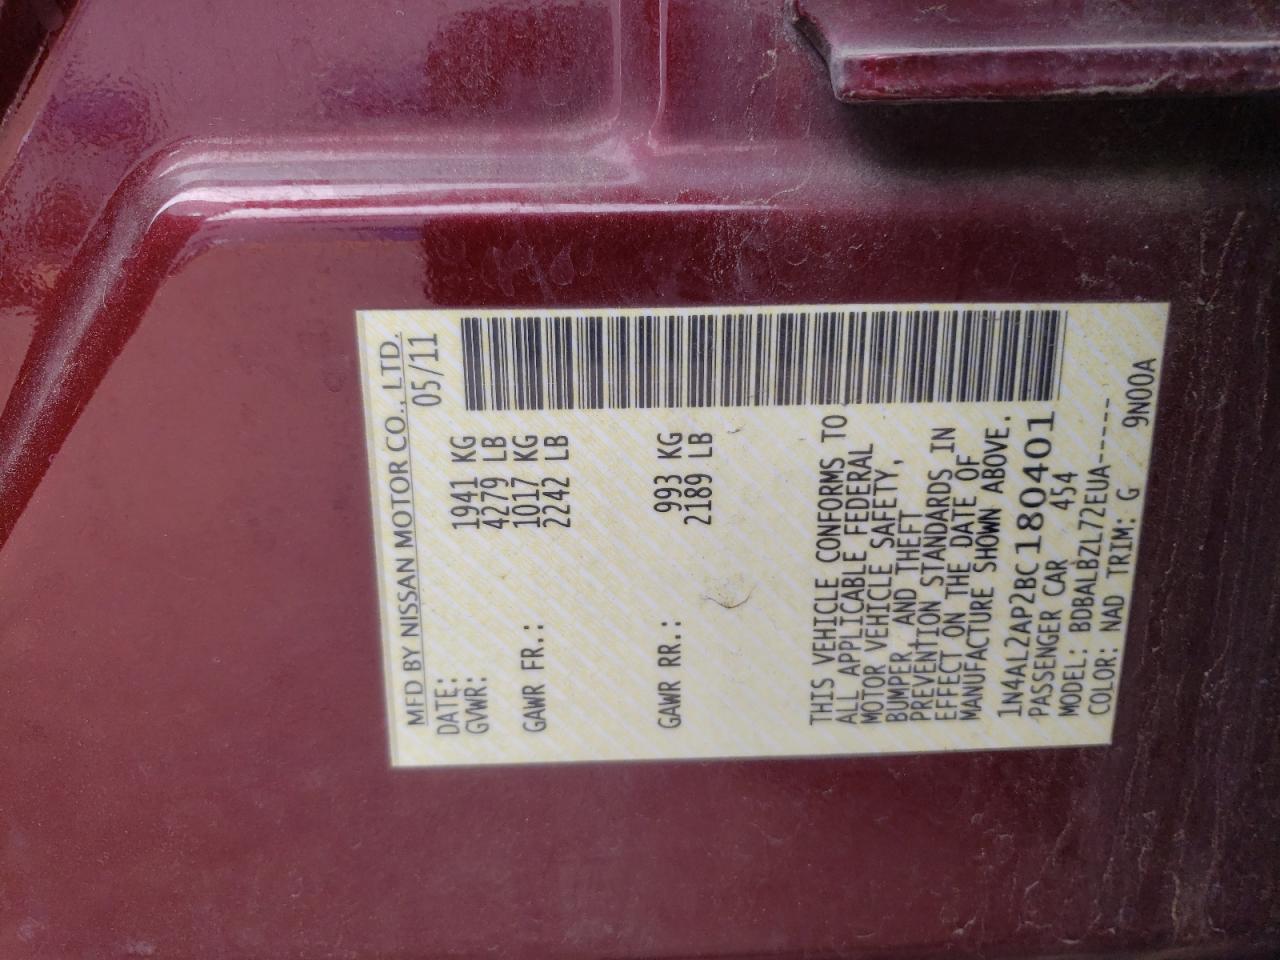 MFD BY NISSAN MOTOR CO., LTD.
DATE: 05/11
GVWR: 1941 KG
4279 LB
GAWR FR.: 1017 KG
2242 LB
GAWR RR.: 993 KG
2189 LB
THIS VEHICLE CONFORMS TO
ALL APPLICABLE FEDERAL
MOTOR VEHICLE SAFETY,
BUMPER, AND THEFT
PREVENTION STANDARDS IN
EFFECT ON THE DATE OF
MANUFACTURE SHOWN ABOVE.
1N4AL2AP2BC180401
PASSENGER CAR 454
MODEL: BDBALBZL72EUA-----
COLOR: NAD TRIM: G 9N00A